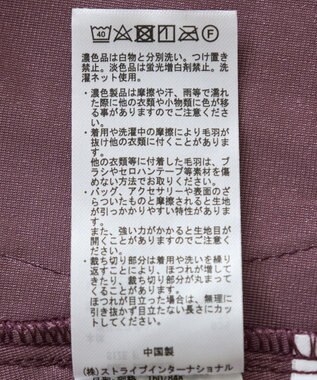 40
F
濃色品は白物と分別洗い。つけ置き
禁止。淡色品は蛍光増白剤禁止。洗
濯ネット使用。
・濃色製品は摩擦や汗、雨等で濡れ
た際に他の衣類や小物類に色が移
る事がありますのでご注意くださ
い。
・着用や洗濯中の摩擦により毛羽が
抜け他の衣類に付くことがありま
す。
他の衣類等に付着した毛羽は、ブ
ラシやセロハンテープ等素材を傷
めない方法でお取りください。
・バッグ、アクセサリーや表面のざ
らついたものと摩擦されると生地
が引っかかりやすい特性がありま
す。
また、強い力がかかると生地目が
開くことがありますのでご注意く
ださい。
・裁ち切り部分は着用や洗いを繰り
返すことにより、ほつれが増して
きたり、裁ち切り部分が丸まって
くることがあります。
ほつれが目立った場合は、無理に
引き抜かず目立たない長さにカッ
トしてください。
中国製
(株)ストライプインターナショナル